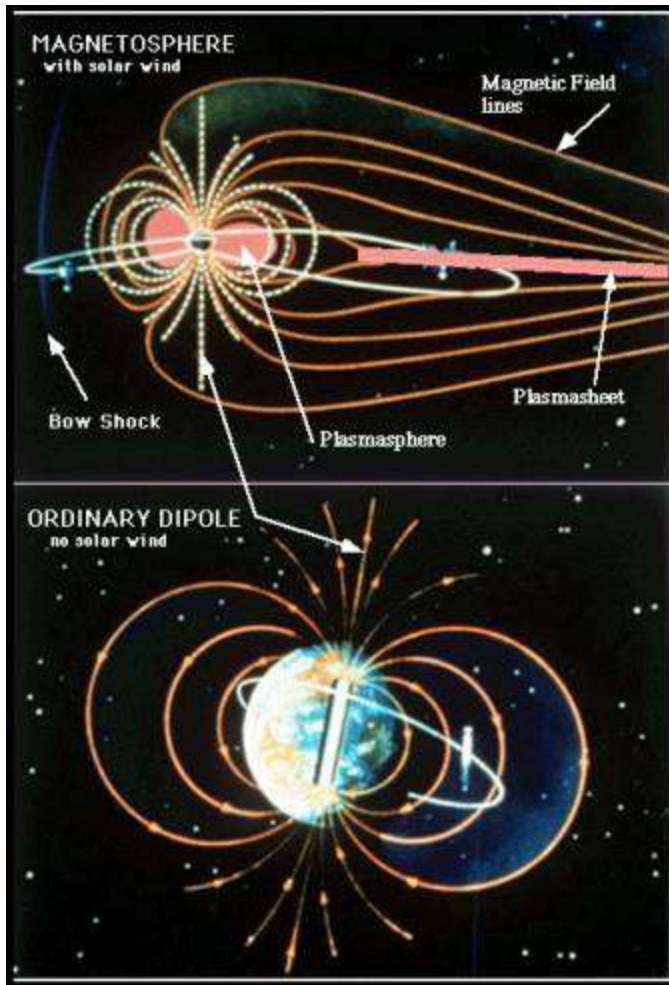 MAGNETOSPHERE
with solar wind
Magnetic Field
lines
Plasmasheet
Bow Shock
Plasmasphere
ORDINARY DIPOLE
no solar wind